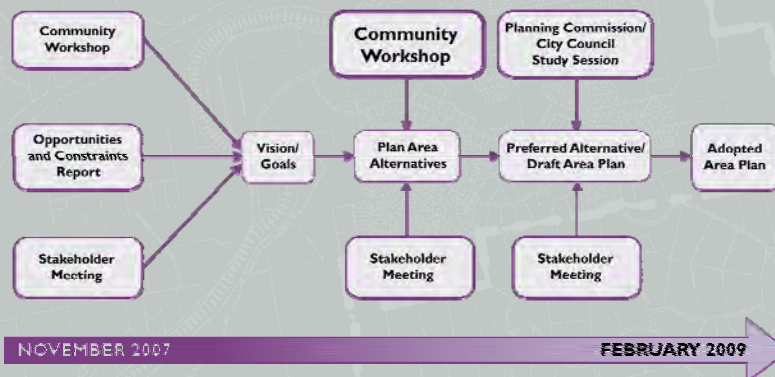 Community
Workshop
Community
Workshop
Planning Commission/
City Council
Study Session
Opportunities
and Constraints
Report
Vision/
Goals
Plan Area
Alternatives
Preferred Alternative/
Draft Area Plan
Adopted
Area Plan
Stakeholder
Meeting
Stakeholder
Meeting
Stakeholder
Meeting
NOVEMBER 2007
FEBRUARY 2009